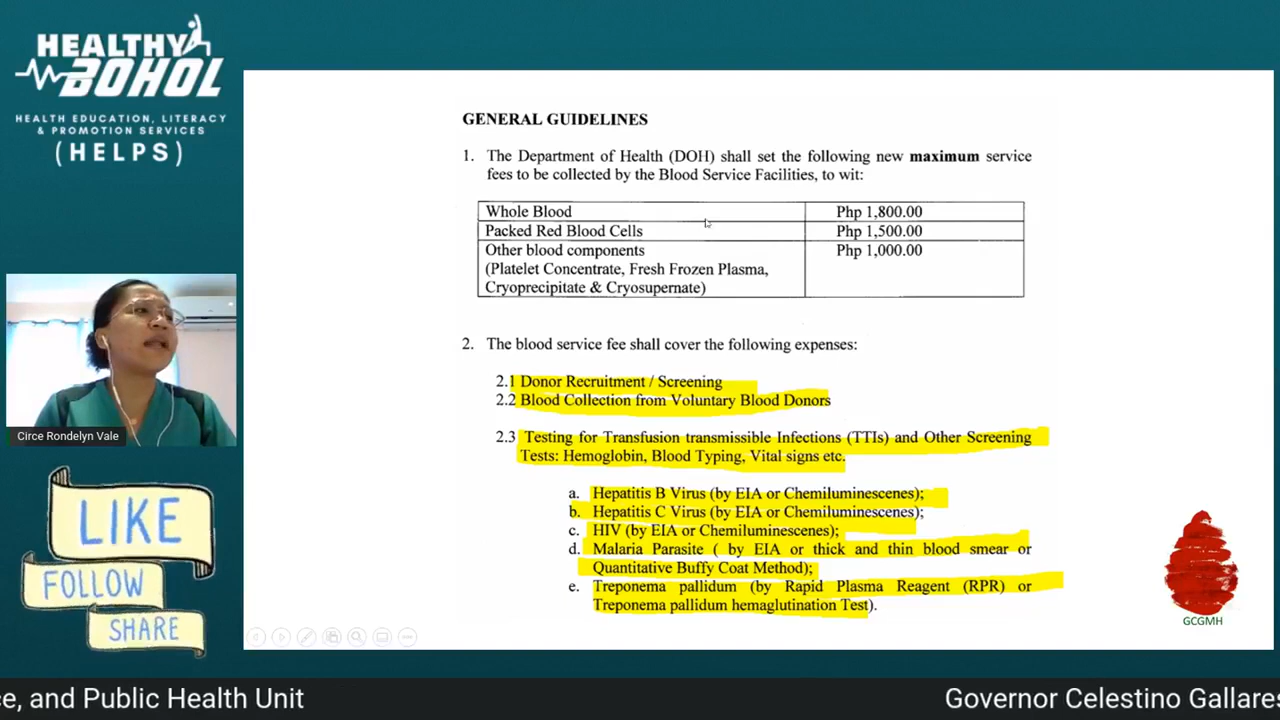 HEALTHY
BOHOL
HEALTH EDUCATION, LITERACY
& PROMOTION SERVICES
(HELPS)
GENERAL GUIDELINES
1. The Department of Health (DOH) shall set the following new maximum service
fees to be collected by the Blood Service Facilities, to wit:
Whole Blood Php 1,800.00
Packed Red Blood Cells Php 1,500.00
Other blood components Php 1,000.00
(Platelet Concentrate, Fresh Frozen Plasma,
Cryoprecipitate & Cryosupernate)
2. The blood service fee shall cover the following expenses:
2.1 Donor Recruitment / Screening
2.2 Blood Collection from Voluntary Blood Donors
2.3 Testing for Transfusion transmissible Infections (TTIs) and Other Screening
Tests: Hemoglobin, Blood Typing, Vital signs etc.
a. Hepatitis B Virus (by EIA or Chemiluminescenes);
b. Hepatitis C Virus (by EIA or Chemiluminescenes);
c. HIV (by EIA or Chemiluminescenes);
d. Malaria Parasite ( by EIA or thick and thin blood smear or
Quantitative Buffy Coat Method);
e. Treponema pallidum (by Rapid Plasma Reagent (RPR) or
Treponema pallidum hemaglutination Test).
Circe Rondelyn Vale
LIKE
FOLLOW
SHARE
GCGMH
ce, and Public Health Unit
Governor Celestino Gallares